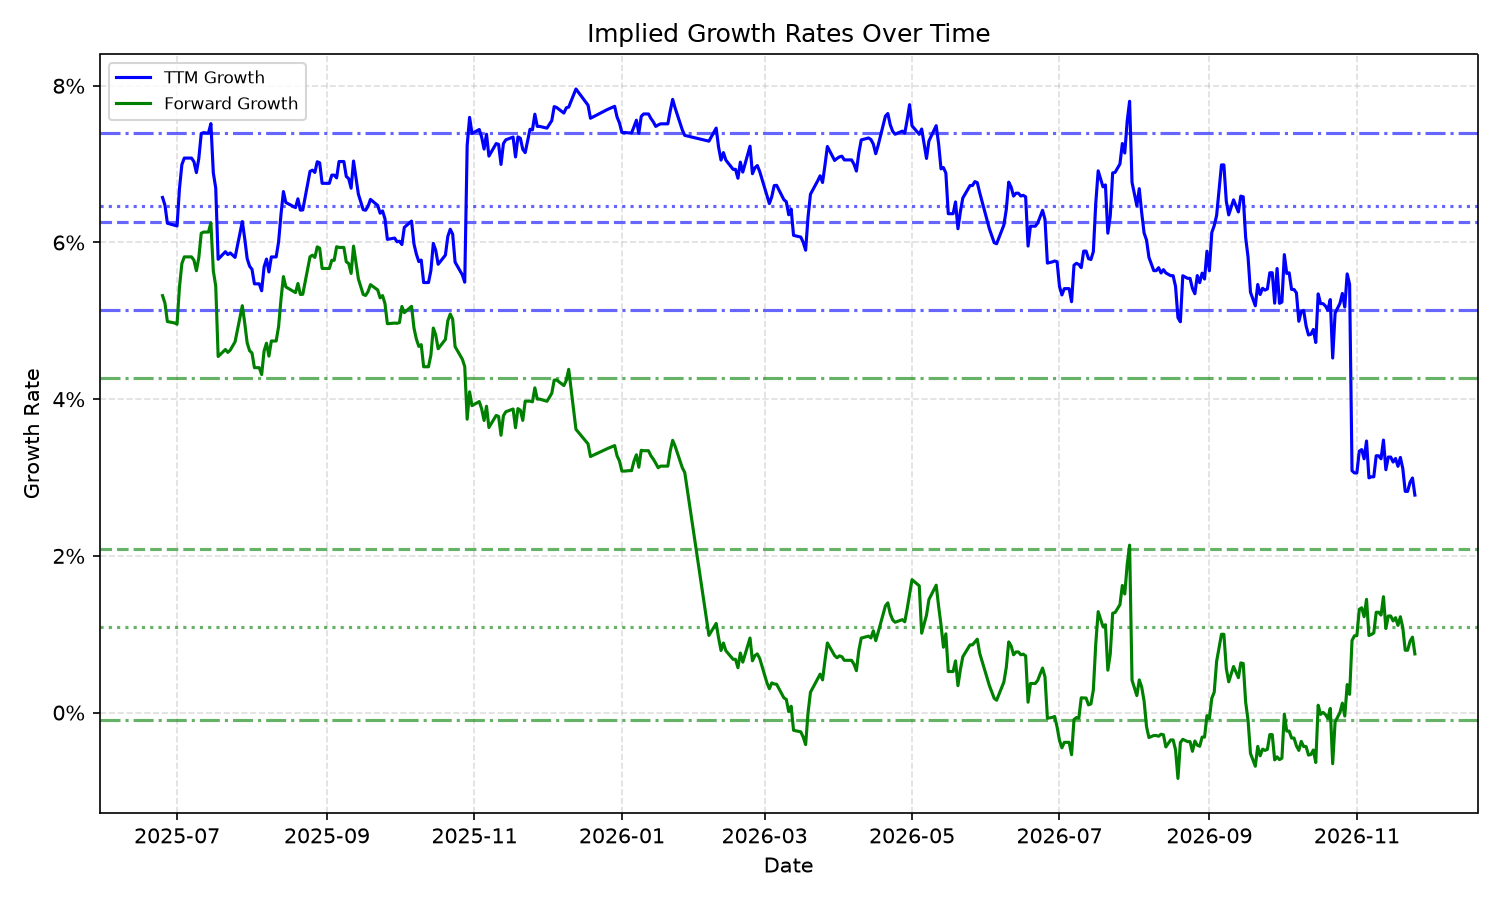 Implied Growth Rates Over Time
TTM Growth
Forward Growth
8%
6%
4%
2%
0%
Growth Rate
2025-07
2025-09
2025-11
2026-01
2026-03
2026-05
2026-07
2026-09
2026-11
Date